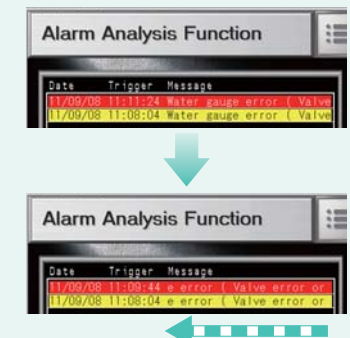 Alarm Analysis Function
Date Trigger Message
11/09/08 11:11:24 Water gauge error ( Valve
11/09/08 11:08:04 Water gauge error ( Valve
Alarm Analysis Function
Date Trigger Message
11/09/08 11:09:44 e error ( Valve error or
11/09/08 11:08:04 e error ( Valve error or